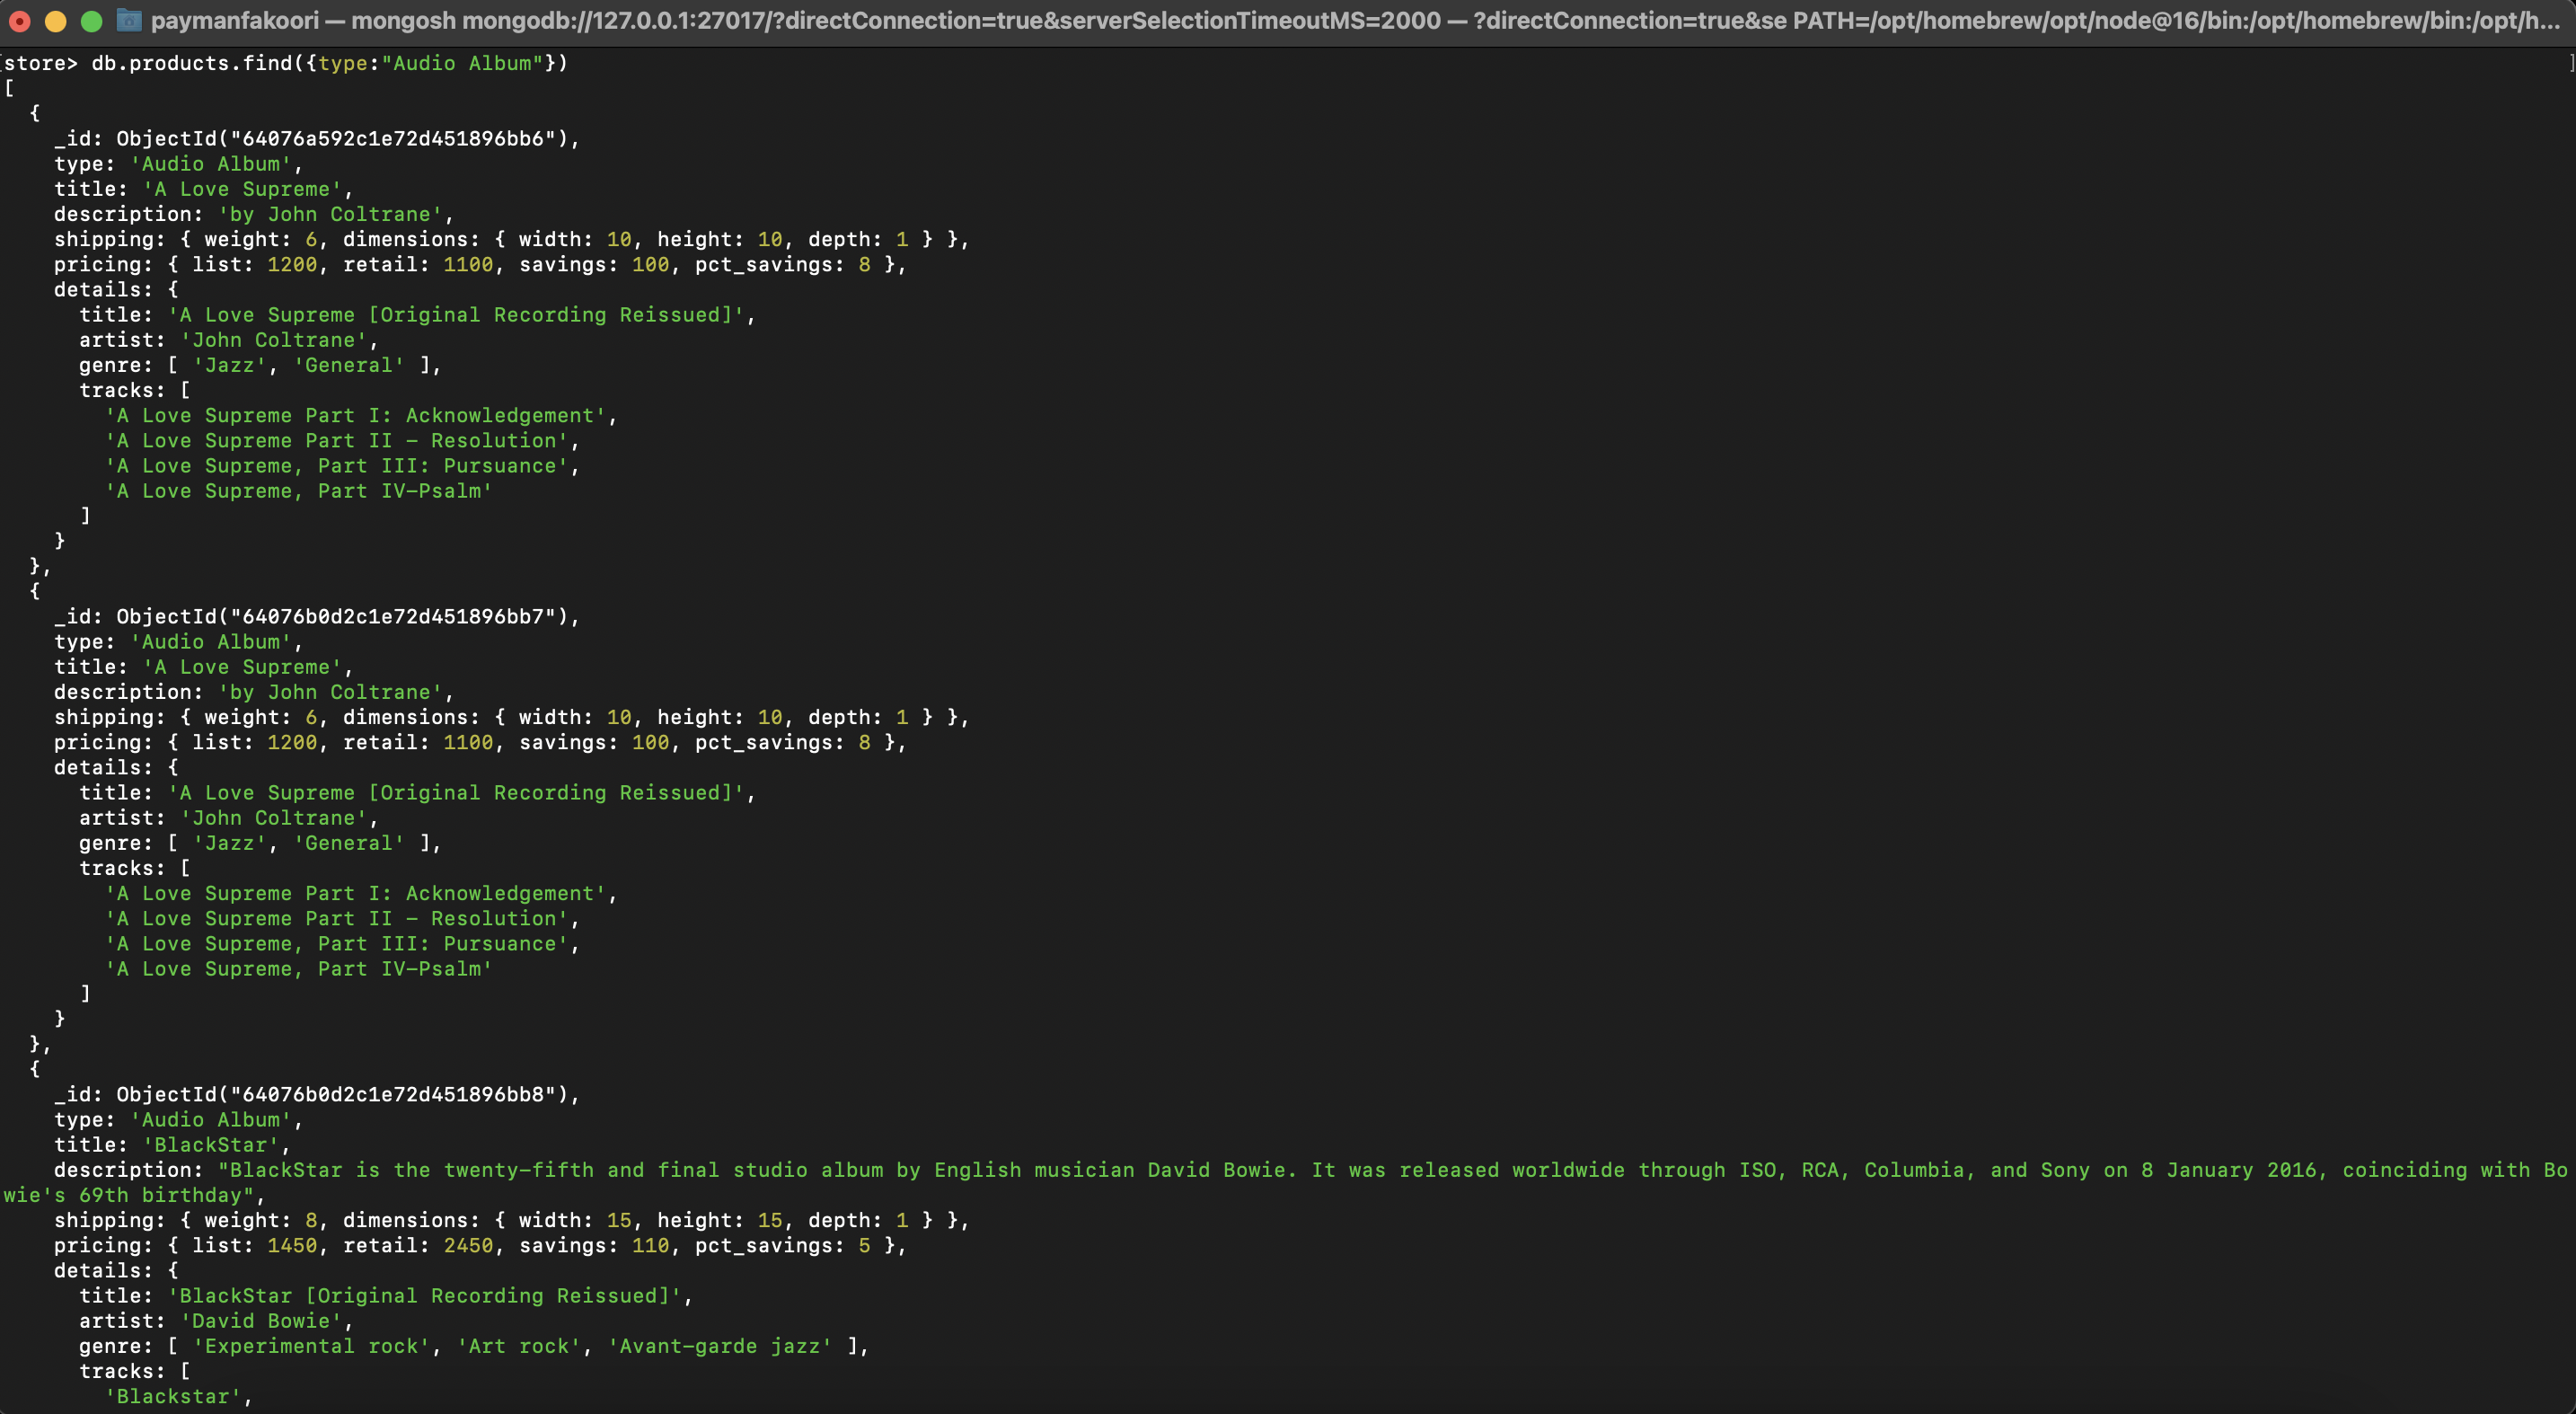 paymanfakoori — mongosh mongodb://127.0.0.1:27017/?directConnection=true&serverSelectionTimeoutMS=2000 — ?directConnection=true&se PATH=/opt/homebrew/opt/node@16/bin:/opt/homebrew/bin:/opt/h...
[store> db.products.find({type:"Audio Album"}) ]
[
  {
    _id: ObjectId("64076a592c1e72d451896bb6"),
    type: 'Audio Album',
    title: 'A Love Supreme',
    description: 'by John Coltrane',
    shipping: { weight: 6, dimensions: { width: 10, height: 10, depth: 1 } },
    pricing: { list: 1200, retail: 1100, savings: 100, pct_savings: 8 },
    details: {
      title: 'A Love Supreme [Original Recording Reissued]',
      artist: 'John Coltrane',
      genre: [ 'Jazz', 'General' ],
      tracks: [
        'A Love Supreme Part I: Acknowledgement',
        'A Love Supreme Part II - Resolution',
        'A Love Supreme, Part III: Pursuance',
        'A Love Supreme, Part IV-Psalm'
      ]
    }
  },
  {
    _id: ObjectId("64076b0d2c1e72d451896bb7"),
    type: 'Audio Album',
    title: 'A Love Supreme',
    description: 'by John Coltrane',
    shipping: { weight: 6, dimensions: { width: 10, height: 10, depth: 1 } },
    pricing: { list: 1200, retail: 1100, savings: 100, pct_savings: 8 },
    details: {
      title: 'A Love Supreme [Original Recording Reissued]',
      artist: 'John Coltrane',
      genre: [ 'Jazz', 'General' ],
      tracks: [
        'A Love Supreme Part I: Acknowledgement',
        'A Love Supreme Part II - Resolution',
        'A Love Supreme, Part III: Pursuance',
        'A Love Supreme, Part IV-Psalm'
      ]
    }
  },
  {
    _id: ObjectId("64076b0d2c1e72d451896bb8"),
    type: 'Audio Album',
    title: 'BlackStar',
    description: "BlackStar is the twenty-fifth and final studio album by English musician David Bowie. It was released worldwide through ISO, RCA, Columbia, and Sony on 8 January 2016, coinciding with Bo
wie's 69th birthday",
    shipping: { weight: 8, dimensions: { width: 15, height: 15, depth: 1 } },
    pricing: { list: 1450, retail: 2450, savings: 110, pct_savings: 5 },
    details: {
      title: 'BlackStar [Original Recording Reissued]',
      artist: 'David Bowie',
      genre: [ 'Experimental rock', 'Art rock', 'Avant-garde jazz' ],
      tracks: [
        'Blackstar',